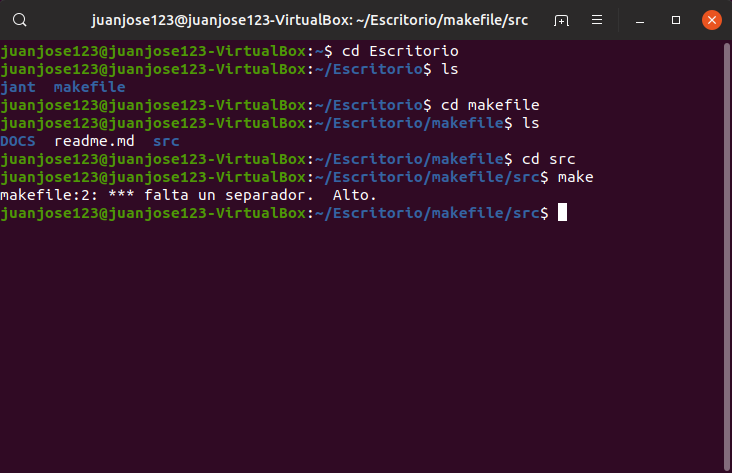 juanjose123@juanjose123-VirtualBox: ~/Escritorio/makefile/src
juanjose123@juanjose123-VirtualBox:~$ cd Escritorio
juanjose123@juanjose123-VirtualBox:~/Escritorio$ ls
jant  makefile
juanjose123@juanjose123-VirtualBox:~/Escritorio$ cd makefile
juanjose123@juanjose123-VirtualBox:~/Escritorio/makefile$ ls
DOCS  readme.md  src
juanjose123@juanjose123-VirtualBox:~/Escritorio/makefile$ cd src
juanjose123@juanjose123-VirtualBox:~/Escritorio/makefile/src$ make
makefile:2: *** falta un separador.  Alto.
juanjose123@juanjose123-VirtualBox:~/Escritorio/makefile/src$